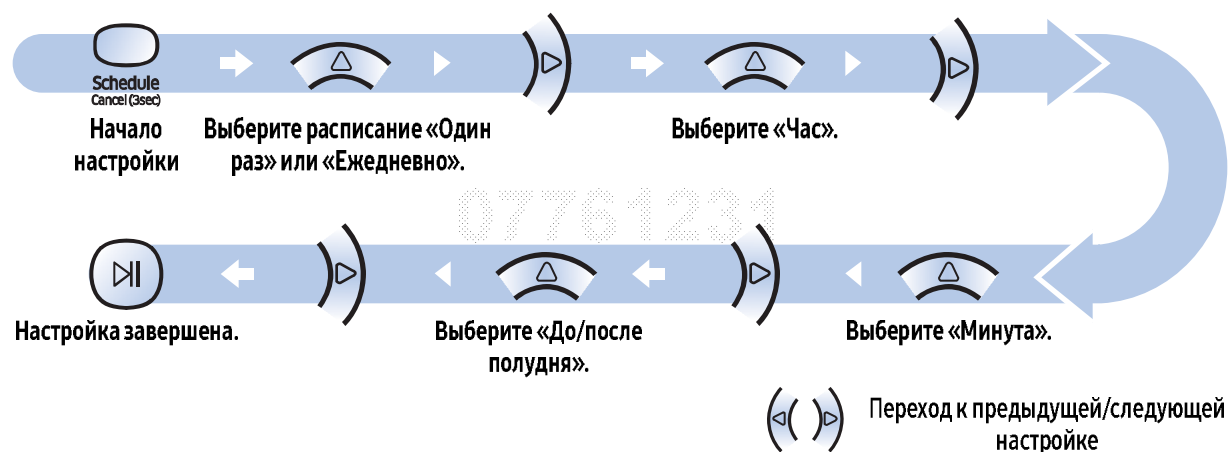 Schedule
Cancel (3sec)
Начало
настройки
Выберите расписание «Один
раз» или «Ежедневно».
Выберите «Час».
07761231
Настройка завершена.
Выберите «До/после
полудня».
Выберите «Минута».
Переход к предыдущей/следующей
настройке